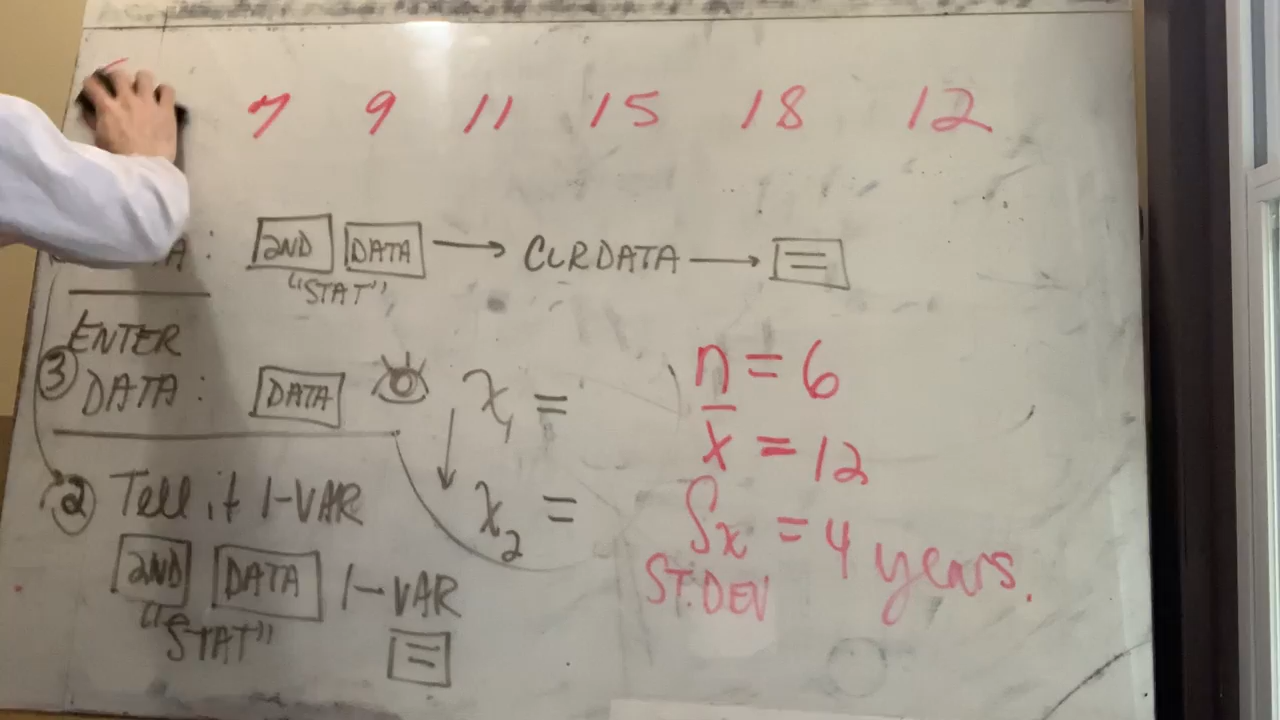 7 9 11 15 18 12
A: 2ND DATA → CLRDATA → =
"STAT"
ENTER
③ DATA: DATA x₁ =
x₂ =
② Tell it 1-VAR
2ND DATA 1-VAR
"STAT" =
n = 6
x̄ = 12
Sx = 4 years.
ST.DEV